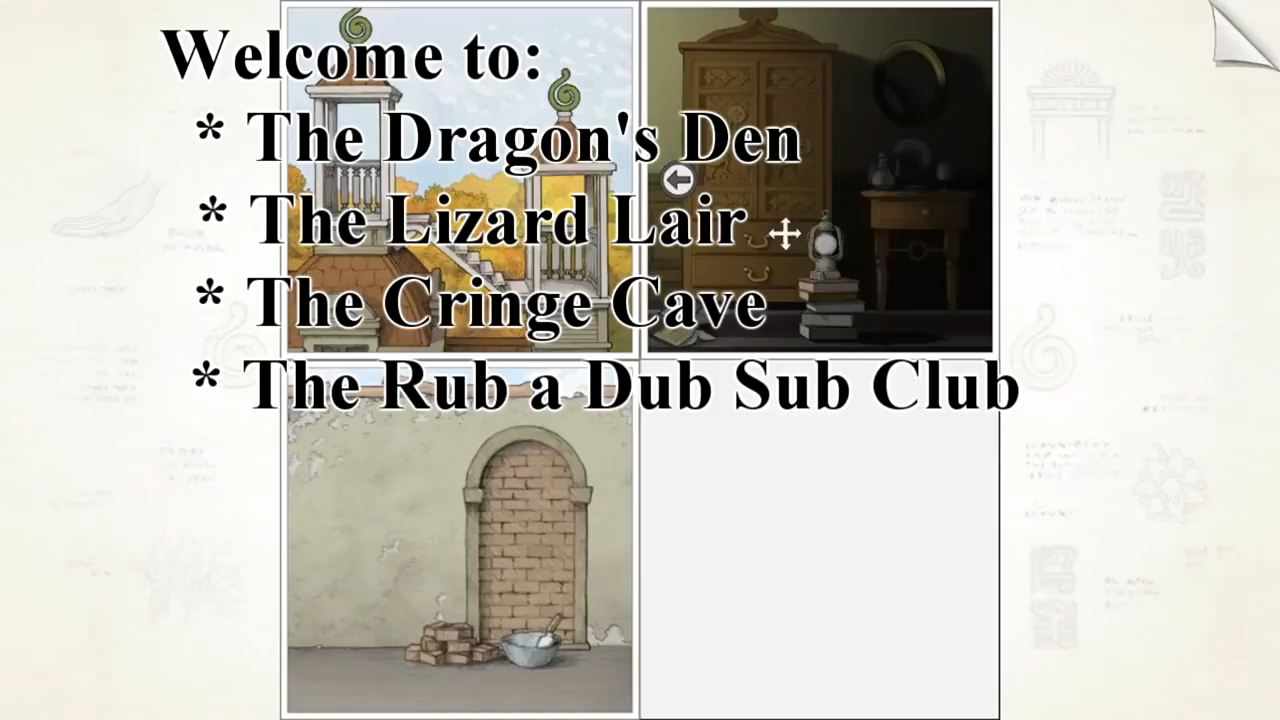 Welcome to:
* The Dragon's Den
* The Lizard Lair
* The Cringe Cave
* The Rub a Dub Sub Club